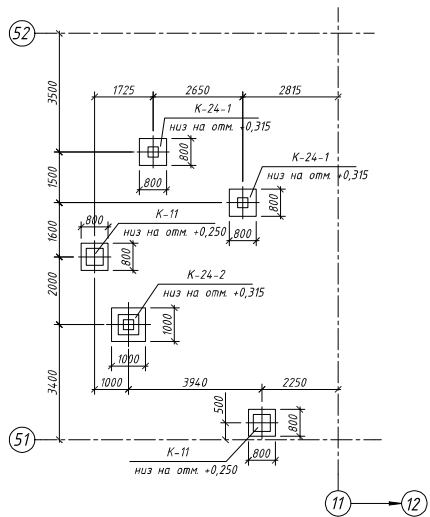 52
3500
1725
2650
2815
К-24-1
низ на отм. +0,315
800
800
1500
К-24-1
низ на отм. +0,315
800
800
1600
800
К-11
низ на отм. +0,250
800
2000
К-24-2
низ на отм. +0,315
1000
1000
1000
3940
2250
3400
500
800
800
К-11
низ на отм. +0,250
51
11
12